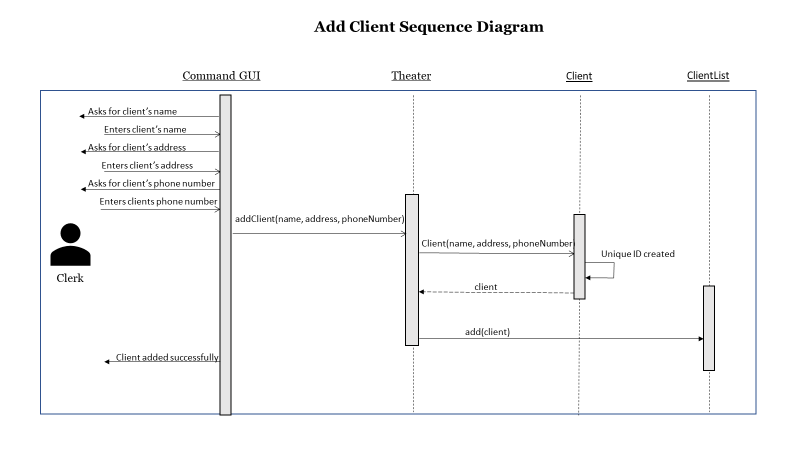 Add Client Sequence Diagram
Command GUI
Theater
Client
ClientList
Asks for client's name
Enters client's name
Asks for client's address
Enters client's address
Asks for client's phone number
Enters clients phone number
addClient(name, address, phoneNumber)
Client(name, address, phoneNumber)
Unique ID created
Clerk
client
add(client)
Client added successfully